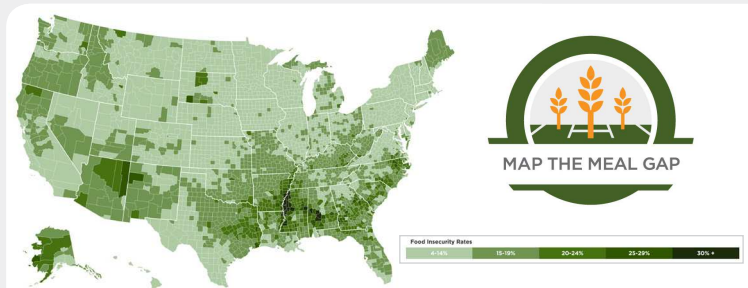 MAP THE MEAL GAP
Food Insecurity Rates
4-14%
15-19%
20-24%
25-29%
30% +